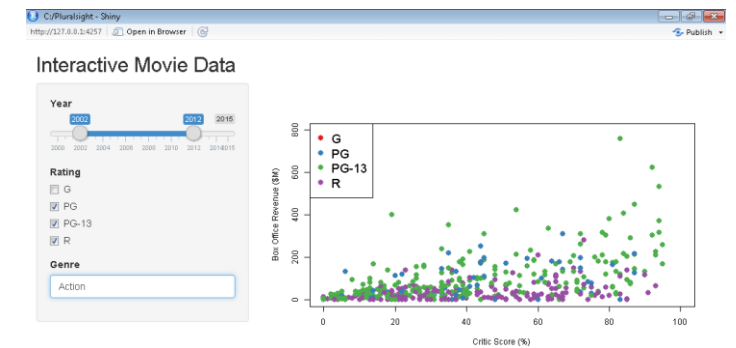 C:/Pluralsight - Shiny
http://127.0.0.1:4257 Open in Browser Publish
Interactive Movie Data
Year
2002 2012 2015
2000 2002 2004 2006 2008 2010 2012 20142015
Rating
G
PG
PG-13
R
Genre
Action
G
PG
PG-13
R
Box Office Revenue ($M)
800
600
400
200
0
0 20 40 60 80 100
Critic Score (%)